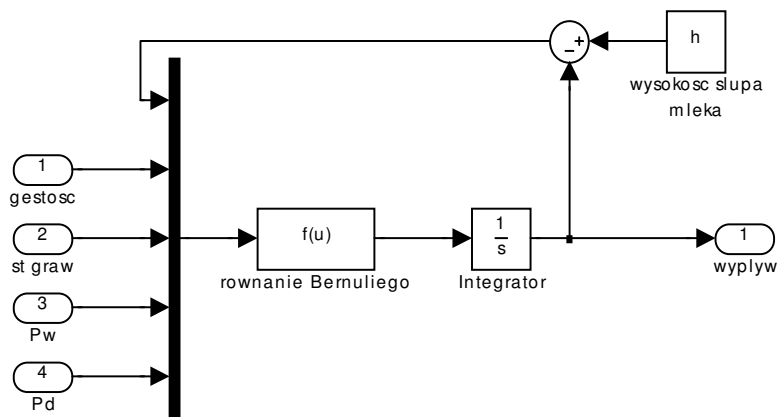 h
wysokosc slupa
mleka
1
gestosc
2
st graw
3
Pw
4
Pd
f(u)
rownanie Bernuliego
1
s
Integrator
1
wyplyw